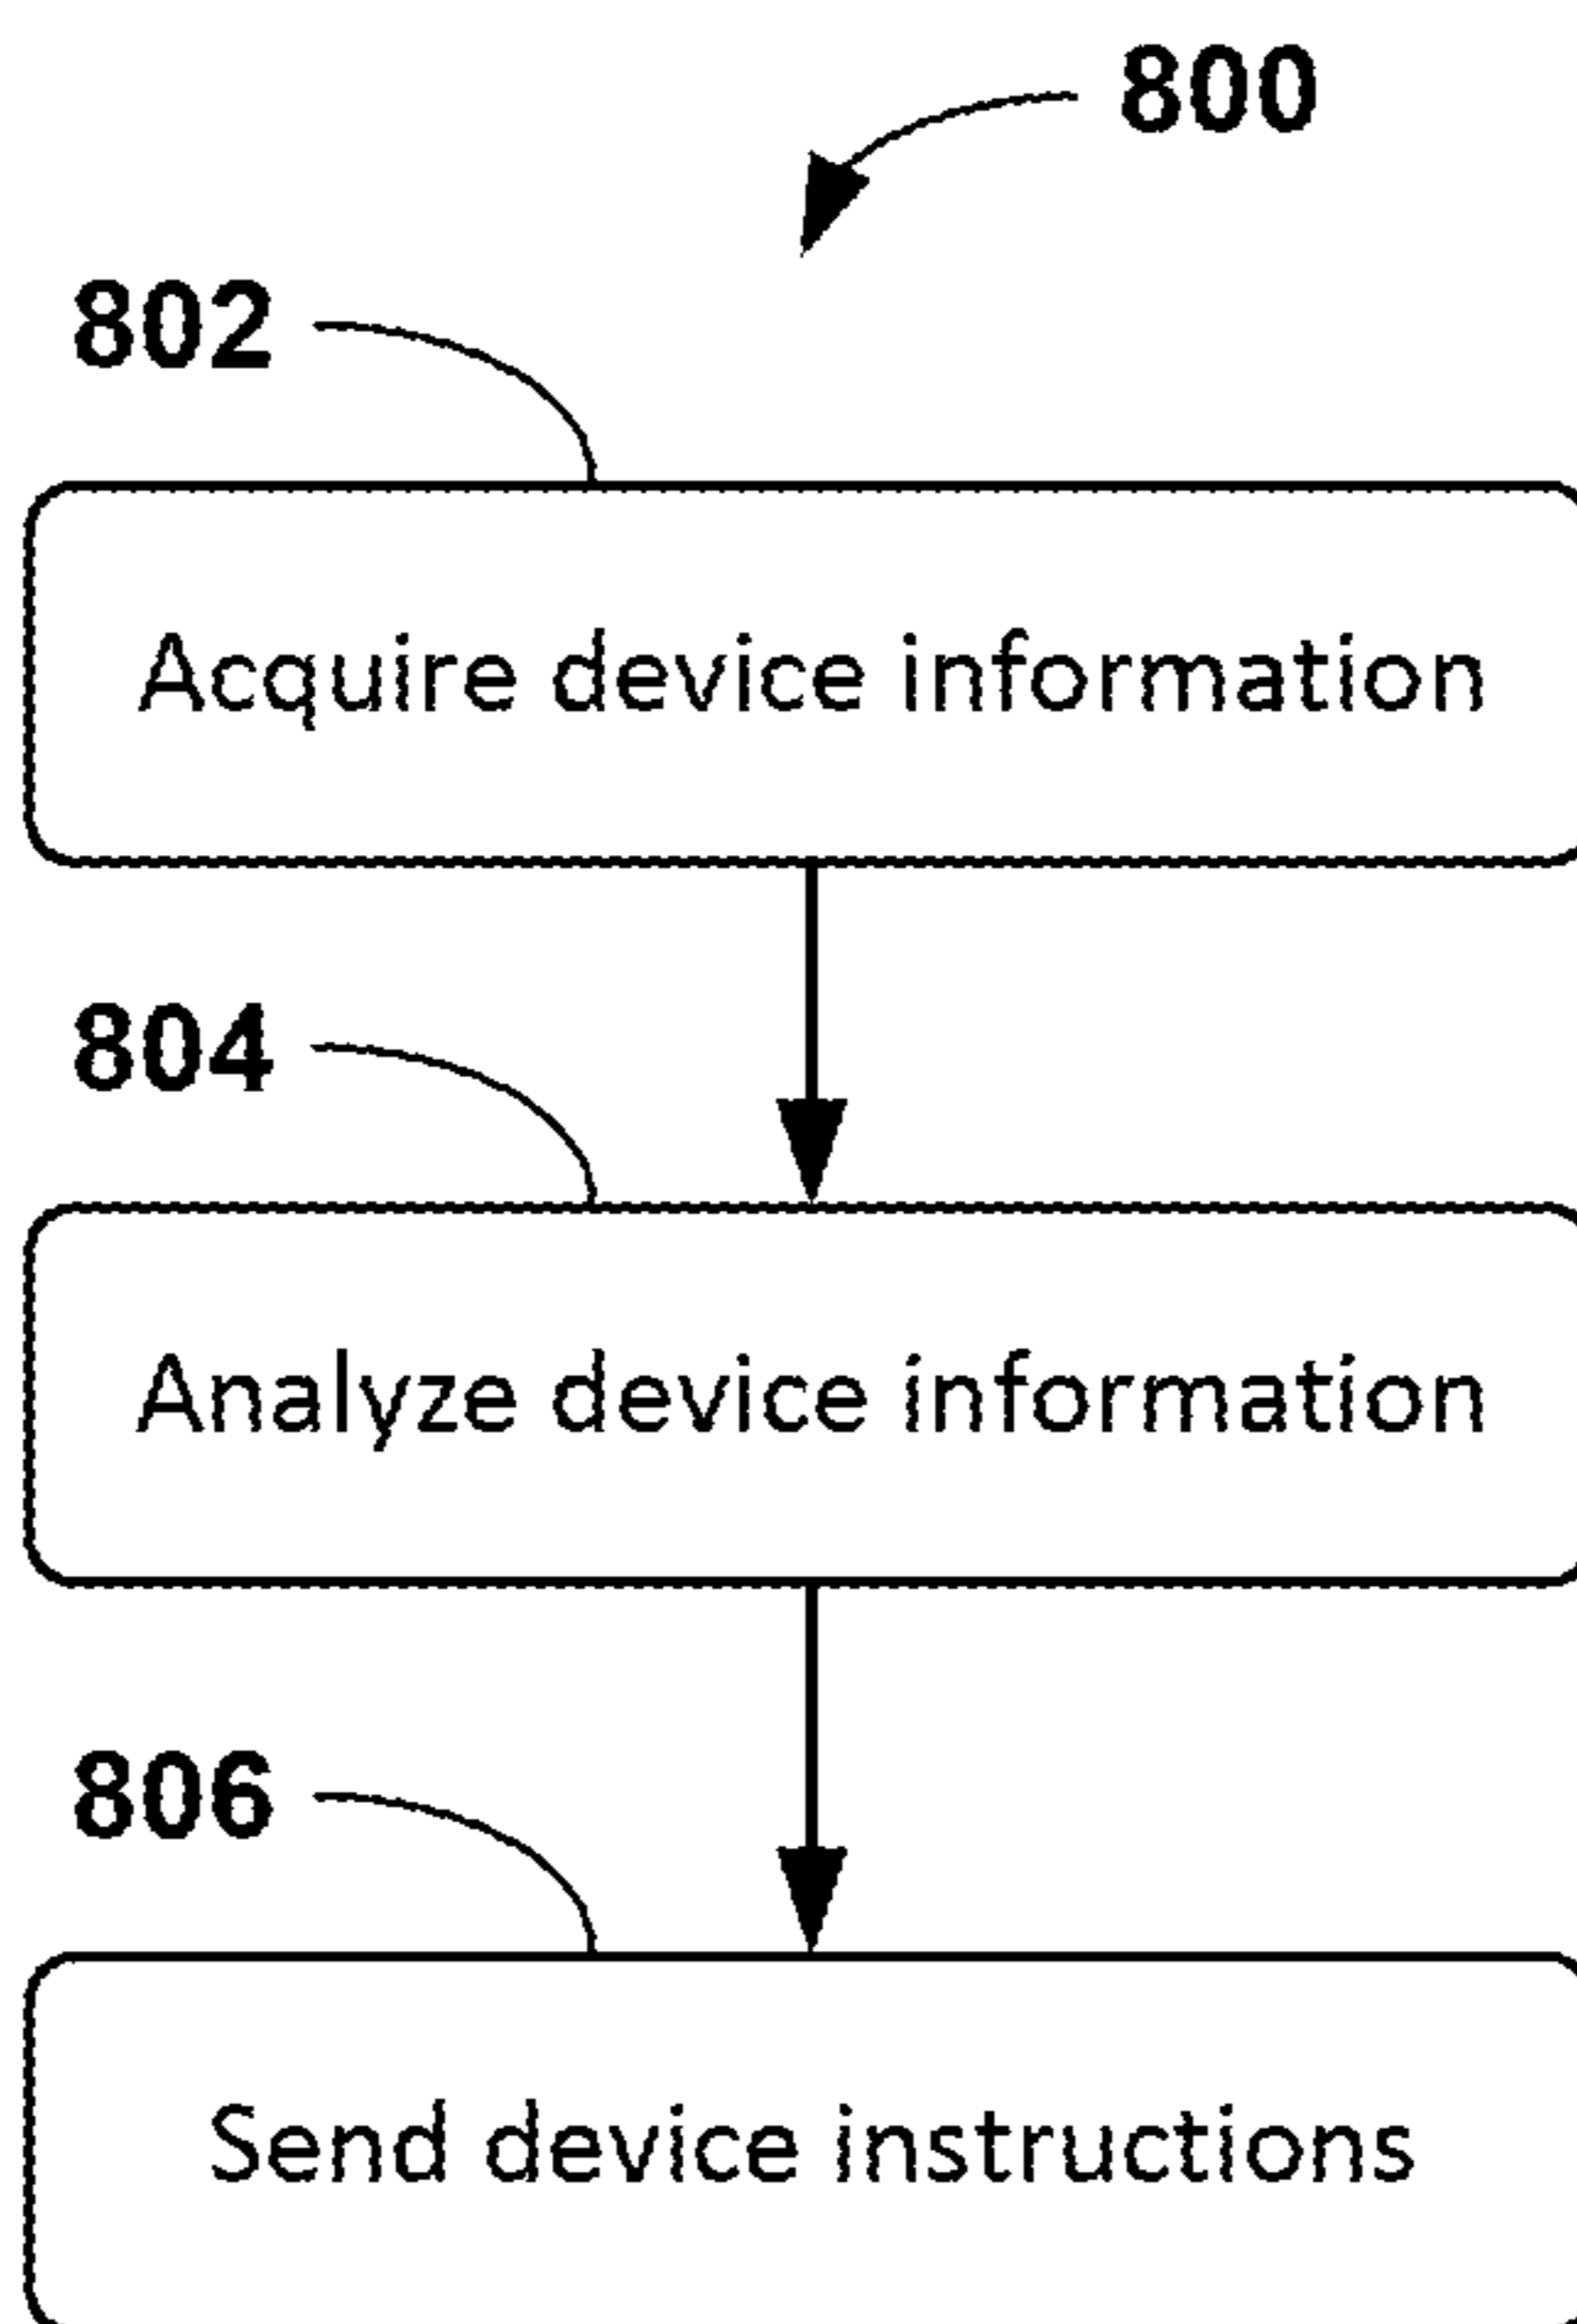 800
802
Acquire device information
804
Analyze device information
806
Send device instructions